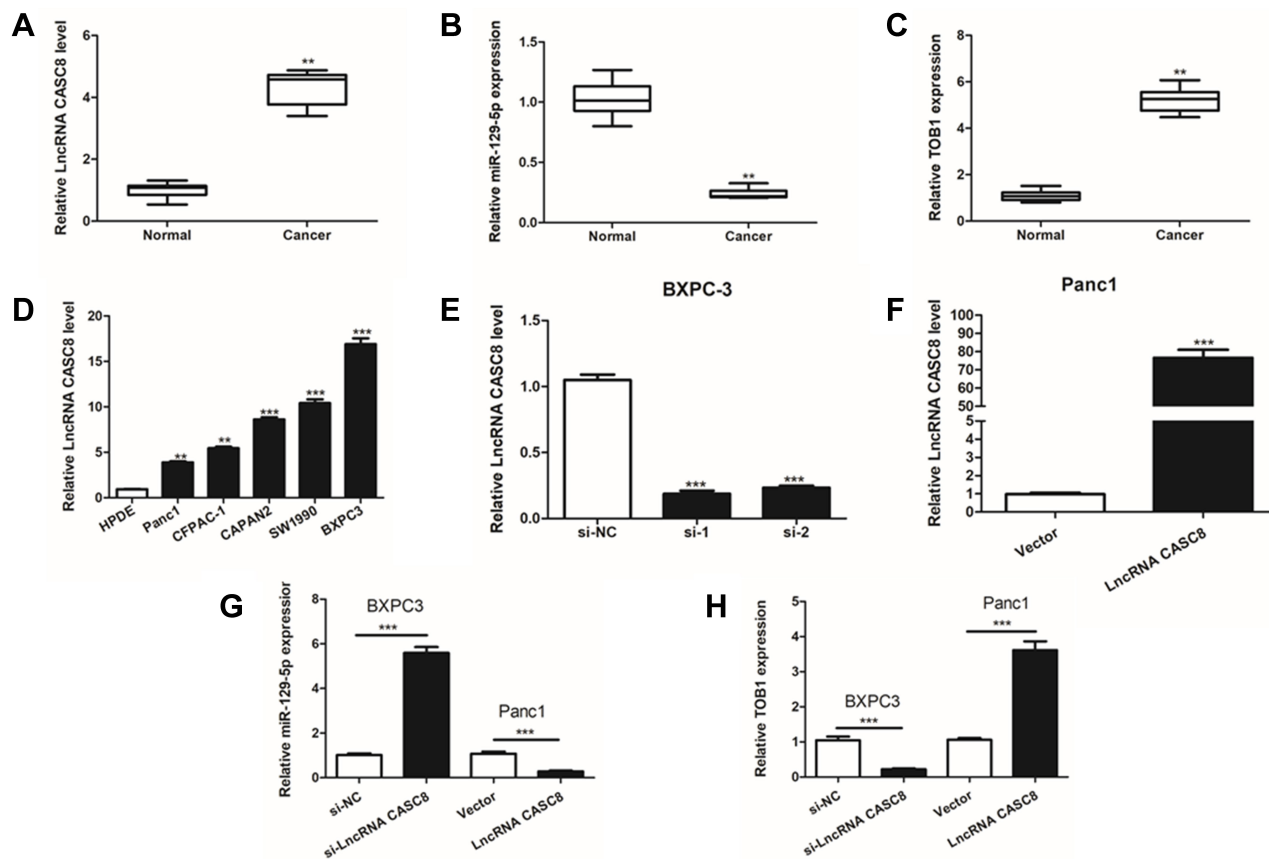 A
Relative LncRNA CASC8 level
6
4
2
0
**
Normal
Cancer
B
Relative miR-129-5p expression
1.5
1.0
0.5
0.0
**
Normal
Cancer
C
Relative TOB1 expression
8
6
4
2
0
**
Normal
Cancer
D
Relative LncRNA CASC8 level
20
15
10
5
0
**
**
***
***
***
HPDE
Panc1
CFPAC-1
CAPAN2
SW1990
BXPC3
E
BXPC-3
Relative LncRNA CASC8 level
1.5
1.0
0.5
0.0
***
***
si-NC
si-1
si-2
F
Panc1
Relative LncRNA CASC8 level
100
90
80
70
60
50
5
4
3
2
1
0
***
Vector
LncRNA CASC8
G
Relative miR-129-5p expression
8
6
4
2
0
BXPC3
***
Panc1
***
si-NC
si-LncRNA CASC8
Vector
LncRNA CASC8
H
Relative TOB1 expression
5
4
3
2
1
0
BXPC3
***
Panc1
***
si-NC
si-LncRNA CASC8
Vector
LncRNA CASC8